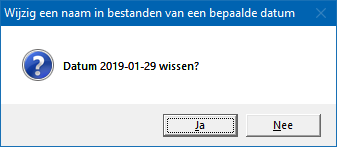 Wijzig een naam in bestanden van een bepaalde datum
Datum 2019-01-29 wissen?
Ja
Nee